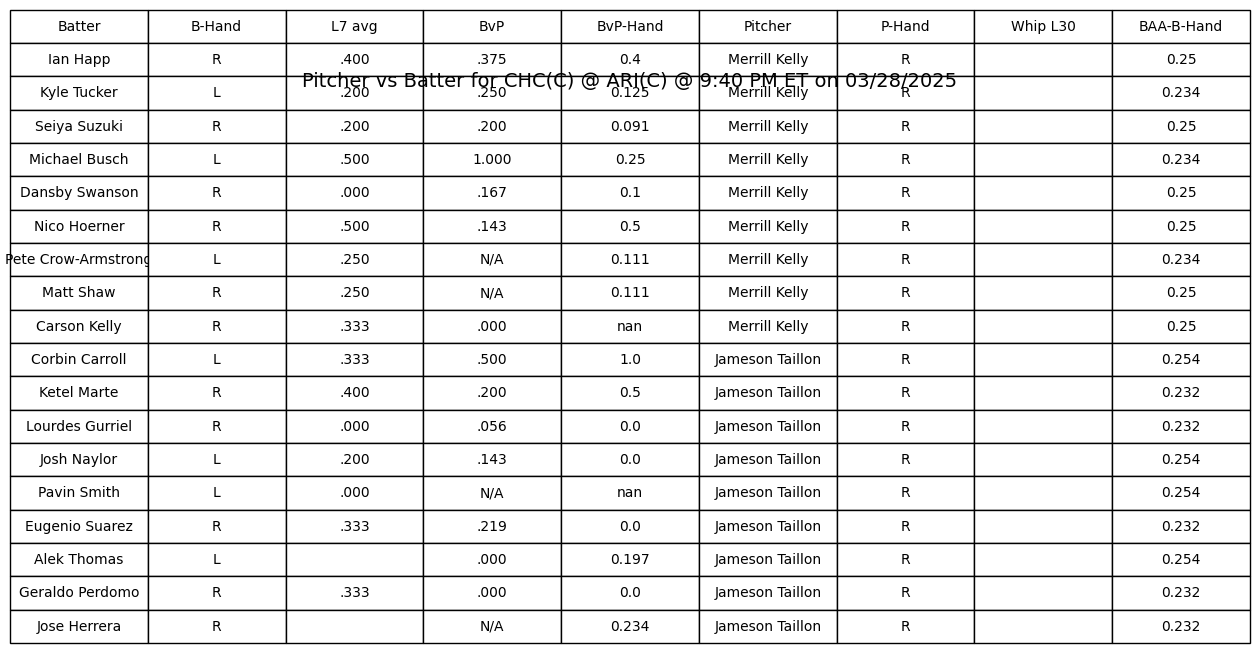 Batter B-Hand L7 avg BvP BvP-Hand Pitcher P-Hand Whip L30 BAA-B-Hand
Ian Happ R .400 .375 0.4 Merrill Kelly R 0.25
Pitcher vs Batter for CHC(C) @ ARI(C) @ 9:40 PM ET on 03/28/2025
Kyle Tucker L .200 .250 0.125 Merrill Kelly R 0.234
Seiya Suzuki R .200 .200 0.091 Merrill Kelly R 0.25
Michael Busch L .500 1.000 0.25 Merrill Kelly R 0.234
Dansby Swanson R .000 .167 0.1 Merrill Kelly R 0.25
Nico Hoerner R .500 .143 0.5 Merrill Kelly R 0.25
Pete Crow-Armstrong L .250 N/A 0.111 Merrill Kelly R 0.234
Matt Shaw R .250 N/A 0.111 Merrill Kelly R 0.25
Carson Kelly R .333 .000 nan Merrill Kelly R 0.25
Corbin Carroll L .333 .500 1.0 Jameson Taillon R 0.254
Ketel Marte R .400 .200 0.5 Jameson Taillon R 0.232
Lourdes Gurriel R .000 .056 0.0 Jameson Taillon R 0.232
Josh Naylor L .200 .143 0.0 Jameson Taillon R 0.254
Pavin Smith L .000 N/A nan Jameson Taillon R 0.254
Eugenio Suarez R .333 .219 0.0 Jameson Taillon R 0.232
Alek Thomas L .000 0.197 Jameson Taillon R 0.254
Geraldo Perdomo R .333 .000 0.0 Jameson Taillon R 0.232
Jose Herrera R N/A 0.234 Jameson Taillon R 0.232